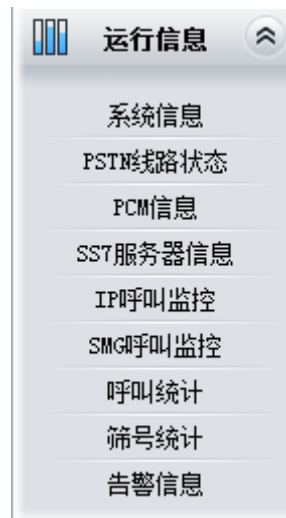 运行信息
系统信息
PSTN线路状态
PCM信息
SS7服务器信息
IP呼叫监控
SMG呼叫监控
呼叫统计
筛号统计
告警信息